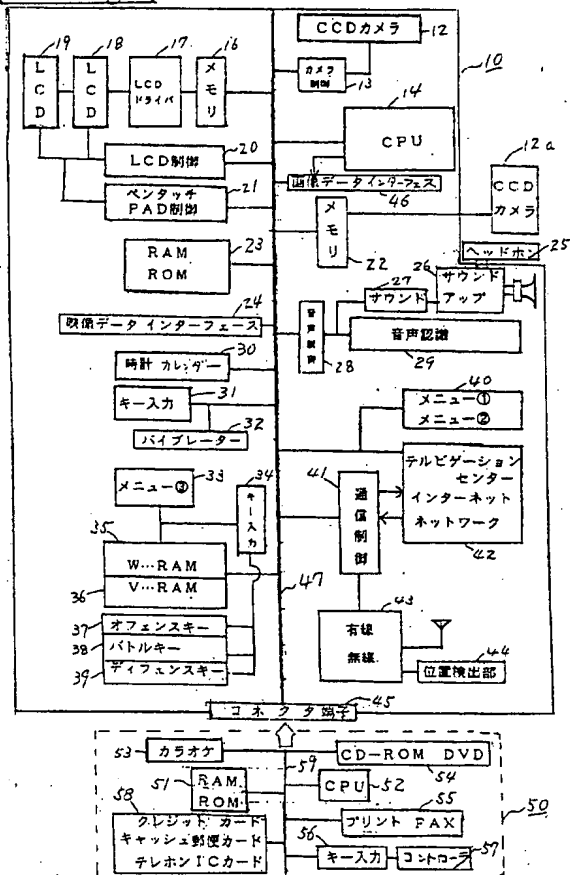 CCDカメラ
12
カメラ
制御
13
10
19
18
17
16
LCD
LCD
LCD
ドライバ
メモリ
14
CPU
20
LCD制御
21
ペンタッチ
PAD制御
画像データインターフェス
46
12a
CCD
カメラ
メモリ
22
23
RAM
ROM
ヘッドホン
25
26
サウンド
アップ
27
サウンド
24
映像データ インターフェース
音声制御
28
音声認識
29
30
時計 カレンダー
31
キー入力
バイブレーター
32
40
メニュー①
メニュー②
33
メニュー③
34
キー入力
41
通信制御
テルビゲーション
センター
インターネット
ネットワーク
42
35
W…RAM
36
V…RAM
47
37
オフェンスキー
38
バトルキー
39
ディフェンスキー
43
有線
無線
44
位置検出部
45
コネクタ端子
53
カラオケ
59
CD-ROM DVD
54
51
RAM
ROM
CPU
52
50
55
プリント FAX
58
クレジット カード
キャッシュ郵便カード
テレホンICカード
56
キー入力
コントローラ
57